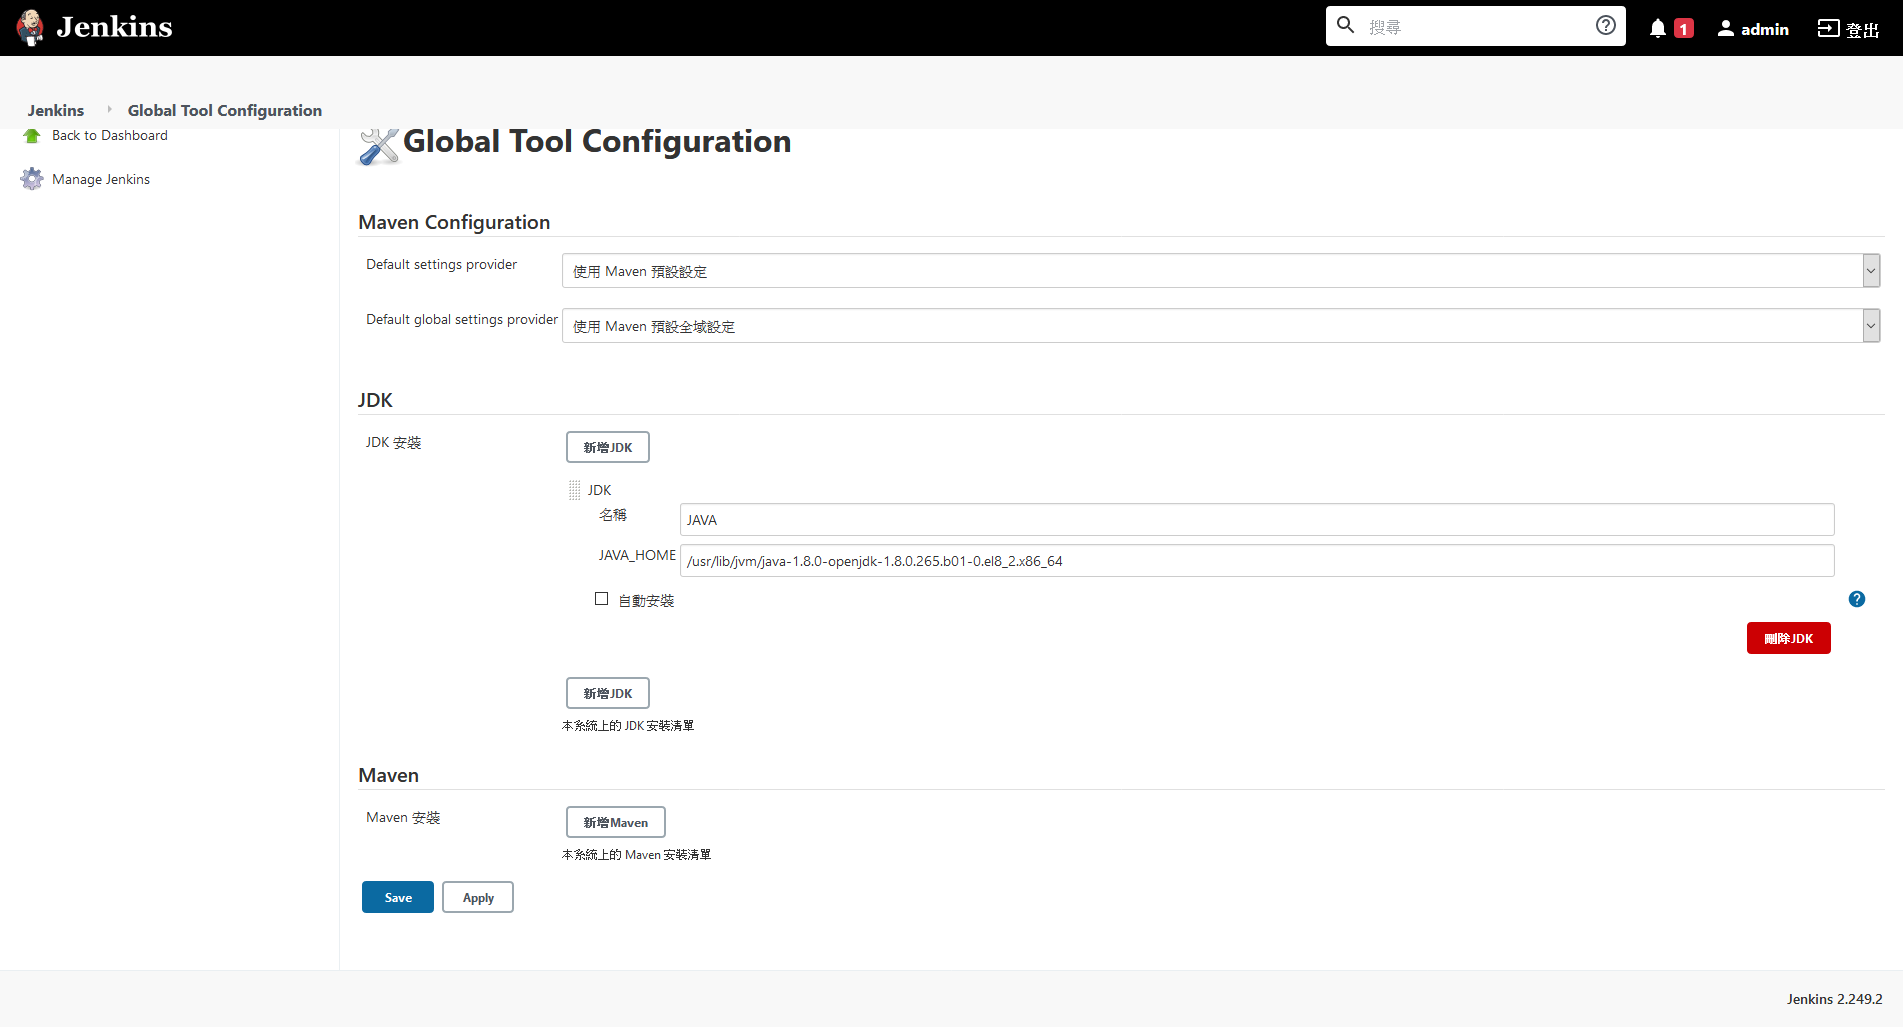 Jenkins
搜尋
1
admin
登出
Jenkins
Global Tool Configuration
Back to Dashboard
Manage Jenkins
Global Tool Configuration
Maven Configuration
Default settings provider
使用 Maven 預設設定
Default global settings provider
使用 Maven 預設全域設定
JDK
JDK 安裝
新增JDK
JDK
名稱
JAVA
JAVA_HOME
/usr/lib/jvm/java-1.8.0-openjdk-1.8.0.265.b01-0.el8_2.x86_64
自動安裝
刪除JDK
新增JDK
本系統上的 JDK 安裝清單
Maven
Maven 安裝
新增Maven
本系統上的 Maven 安裝清單
Save
Apply
Jenkins 2.249.2